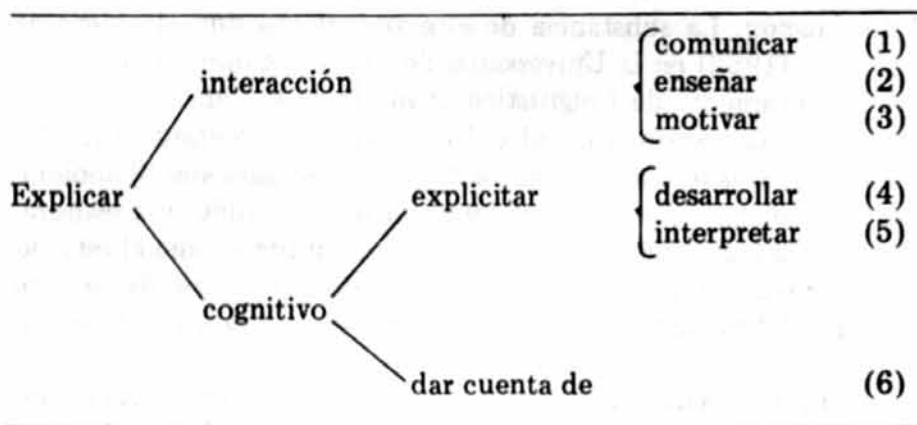 comunicar (1)
interacción enseñar (2)
motivar (3)
Explicar explicitar desarrollar (4)
interpretar (5)
cognitivo
dar cuenta de (6)